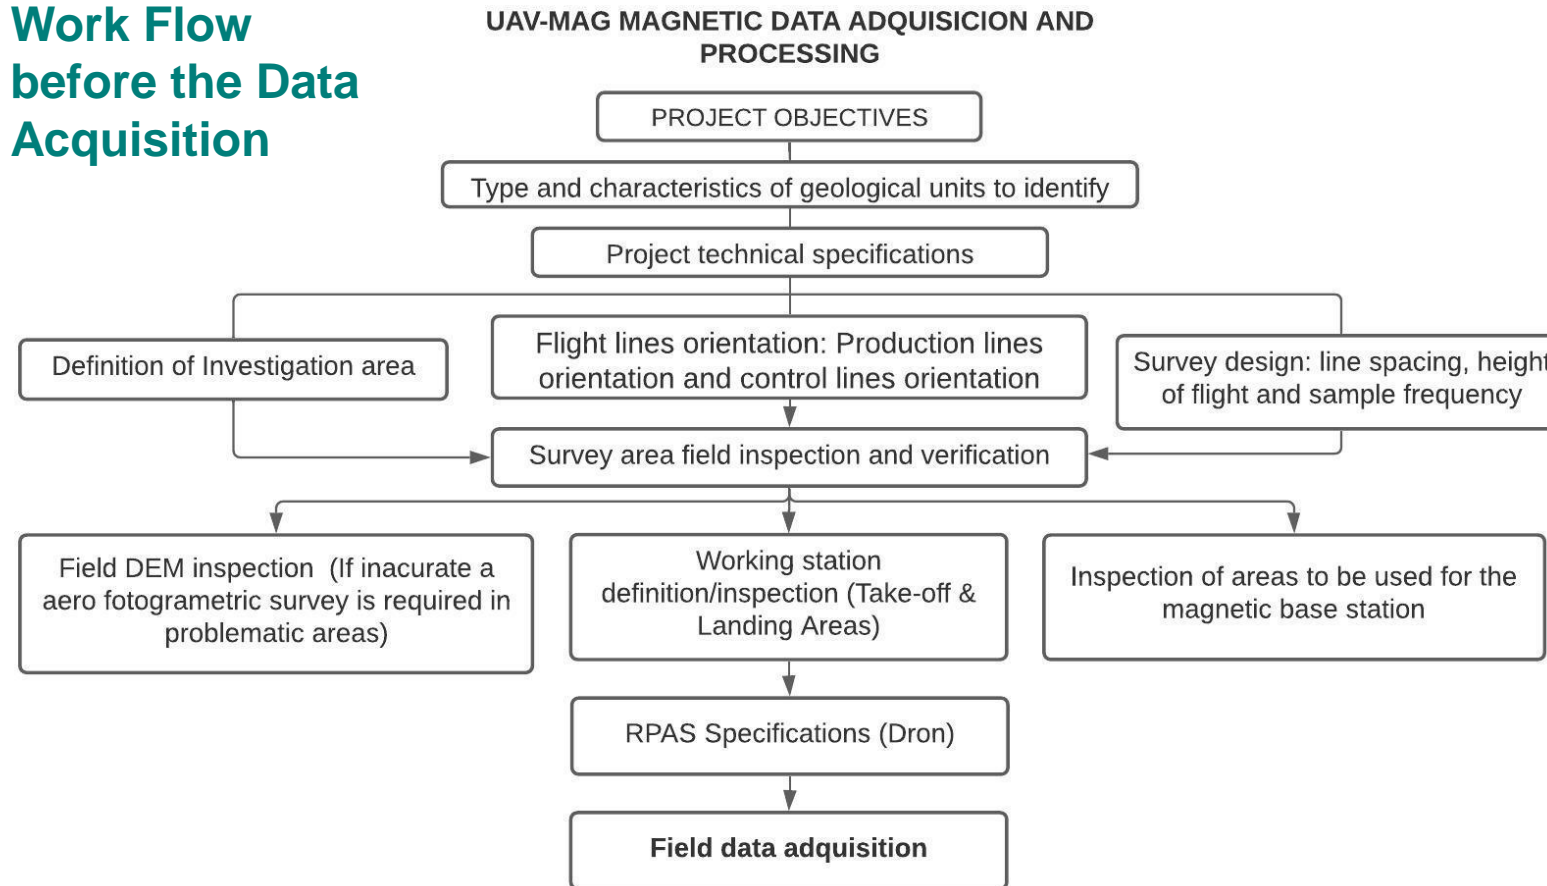 Work Flow
before the Data
Acquisition
UAV-MAG MAGNETIC DATA ADQUISICION AND
PROCESSING
PROJECT OBJECTIVES
Type and characteristics of geological units to identify
Project technical specifications
Definition of Investigation area
Flight lines orientation: Production lines
orientation and control lines orientation
Survey design: line spacing, height
of flight and sample frequency
Survey area field inspection and verification
Field DEM inspection (If inacurate a
aero fotogrametric survey is required in
problematic areas)
Working station
definition/inspection (Take-off &
Landing Areas)
Inspection of areas to be used for the
magnetic base station
RPAS Specifications (Dron)
Field data adquisition